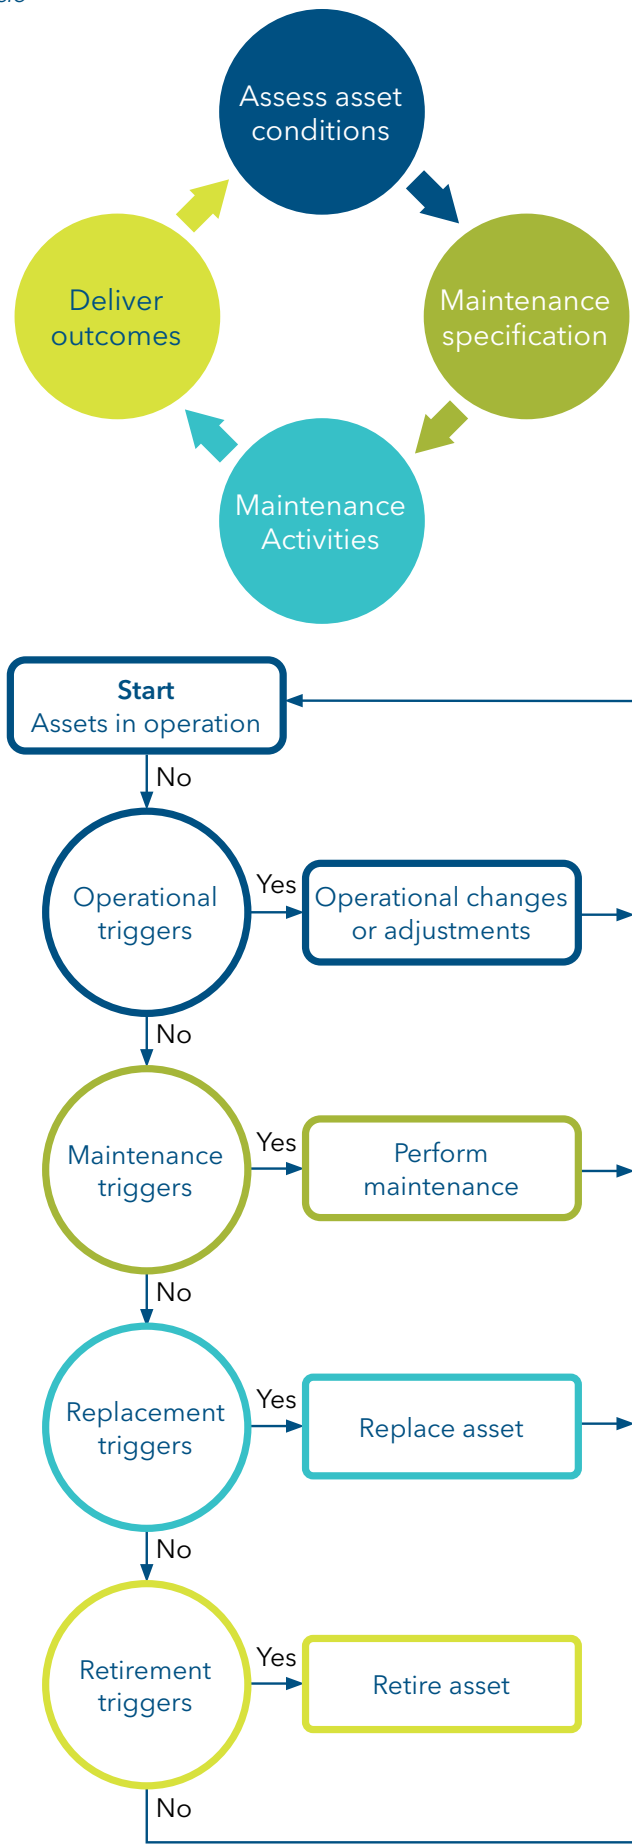 Assess asset
conditions
Deliver
outcomes
Maintenance
specification
Maintenance
Activities
Start
Assets in operation
No
Operational
triggers
Yes
Operational changes
or adjustments
No
Maintenance
triggers
Yes
Perform
maintenance
No
Replacement
triggers
Yes
Replace asset
No
Retirement
triggers
Yes
Retire asset
No